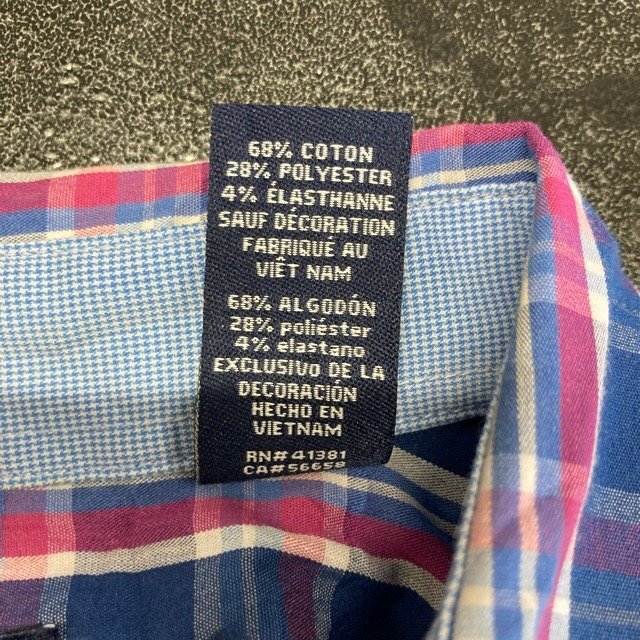 68% COTON
28% POLYESTER
4% ÉLASTHANNE
SAUF DÉCORATION
FABRIQUÉ AU
VIÊT NAM
68% ALGODÓN
28% poliéster
4% elastano
EXCLUSIVO DE LA
DECORACIÓN
HECHO EN
VIETNAM
RN# 41381
CA# 56658